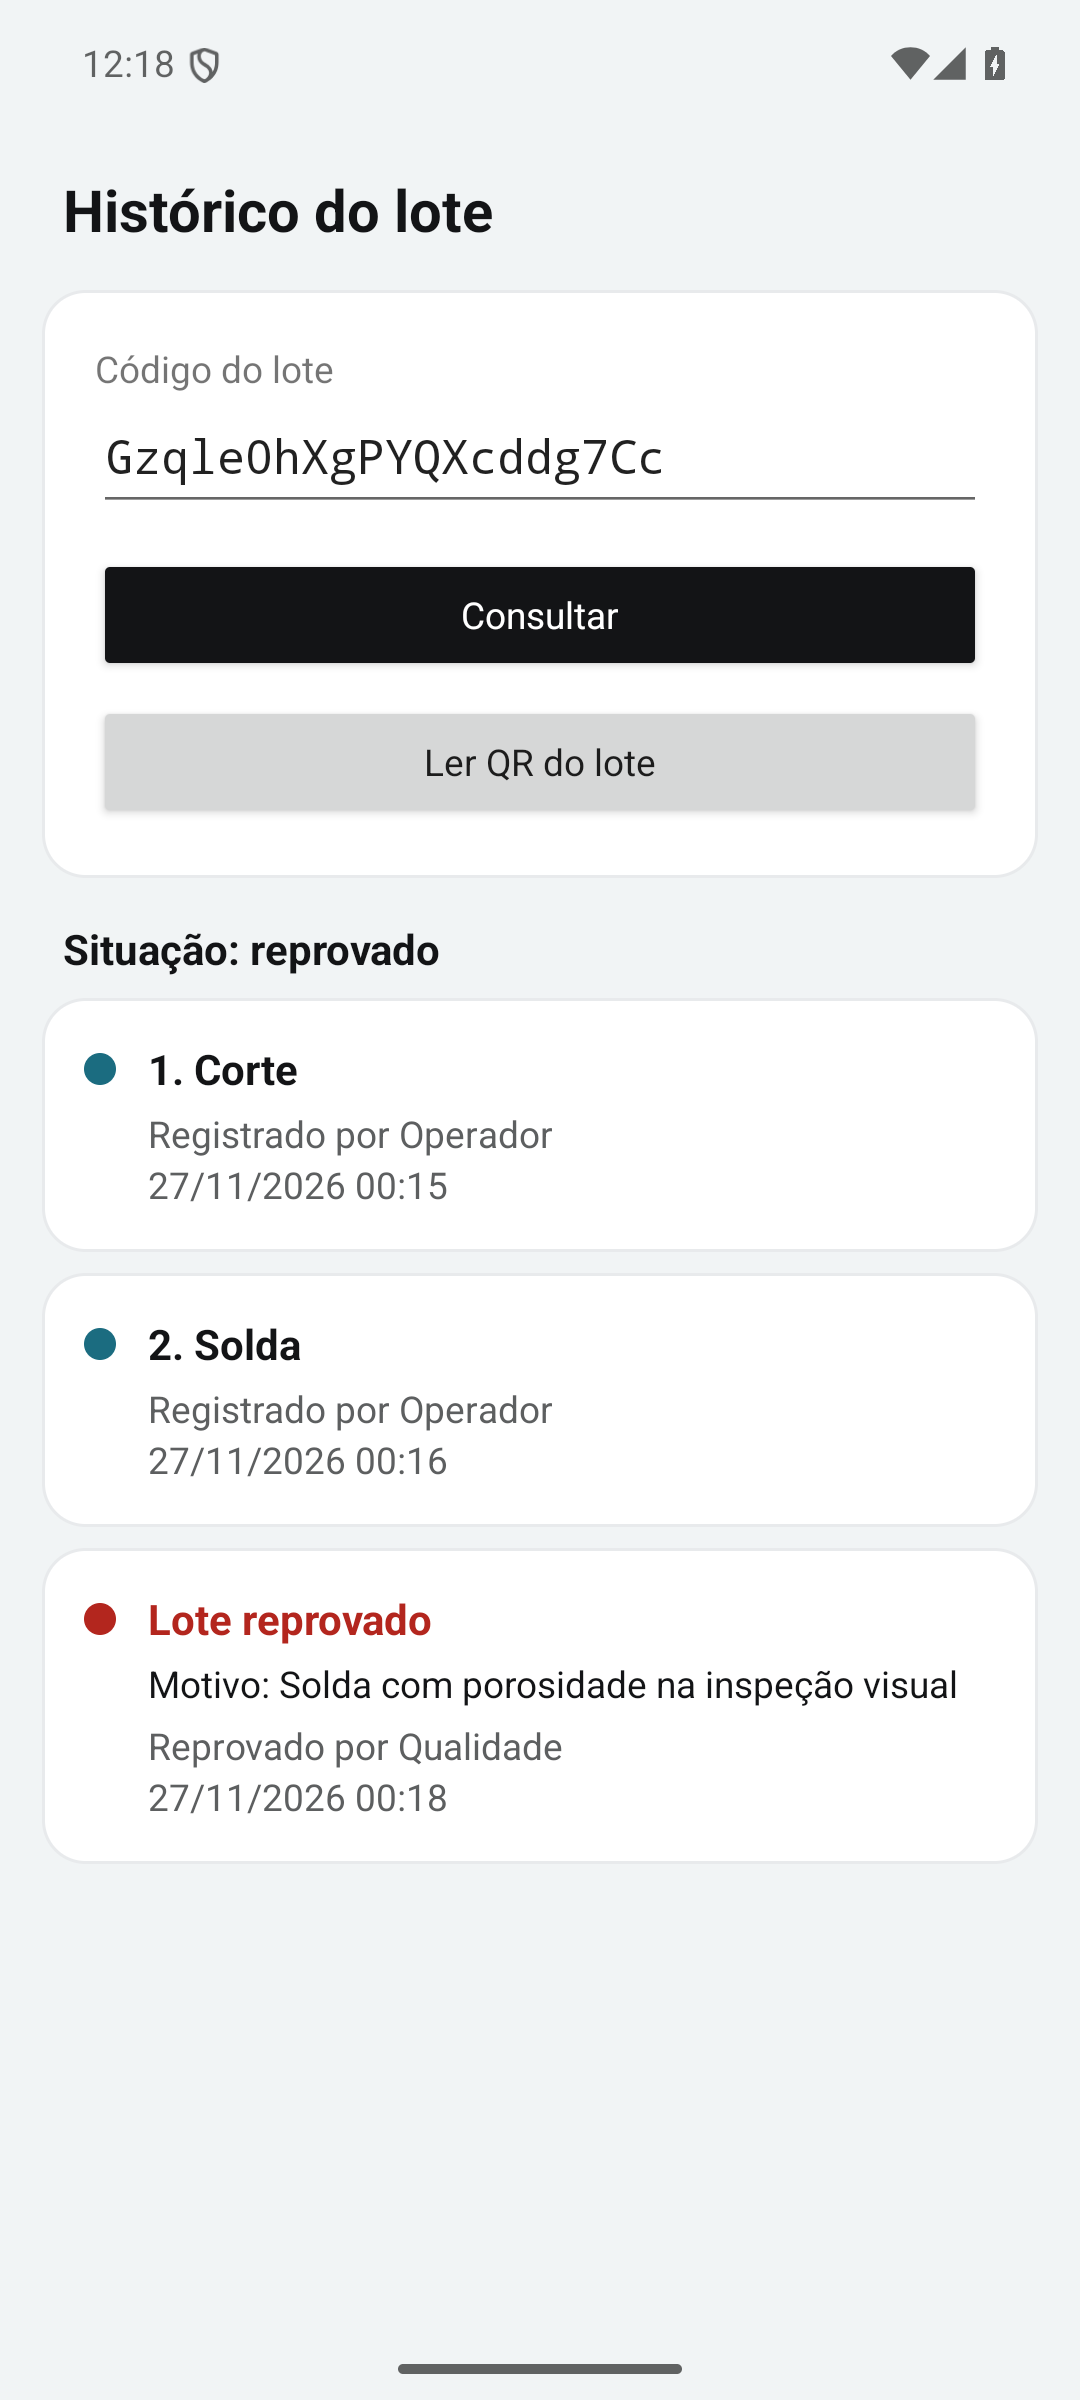 12:18
Histórico do lote
Código do lote
GzqleOhXgPYQXcddg7Cc
Consultar
Ler QR do lote
Situação: reprovado
1. Corte
Registrado por Operador
27/11/2026 00:15
2. Solda
Registrado por Operador
27/11/2026 00:16
Lote reprovado
Motivo: Solda com porosidade na inspeção visual
Reprovado por Qualidade
27/11/2026 00:18